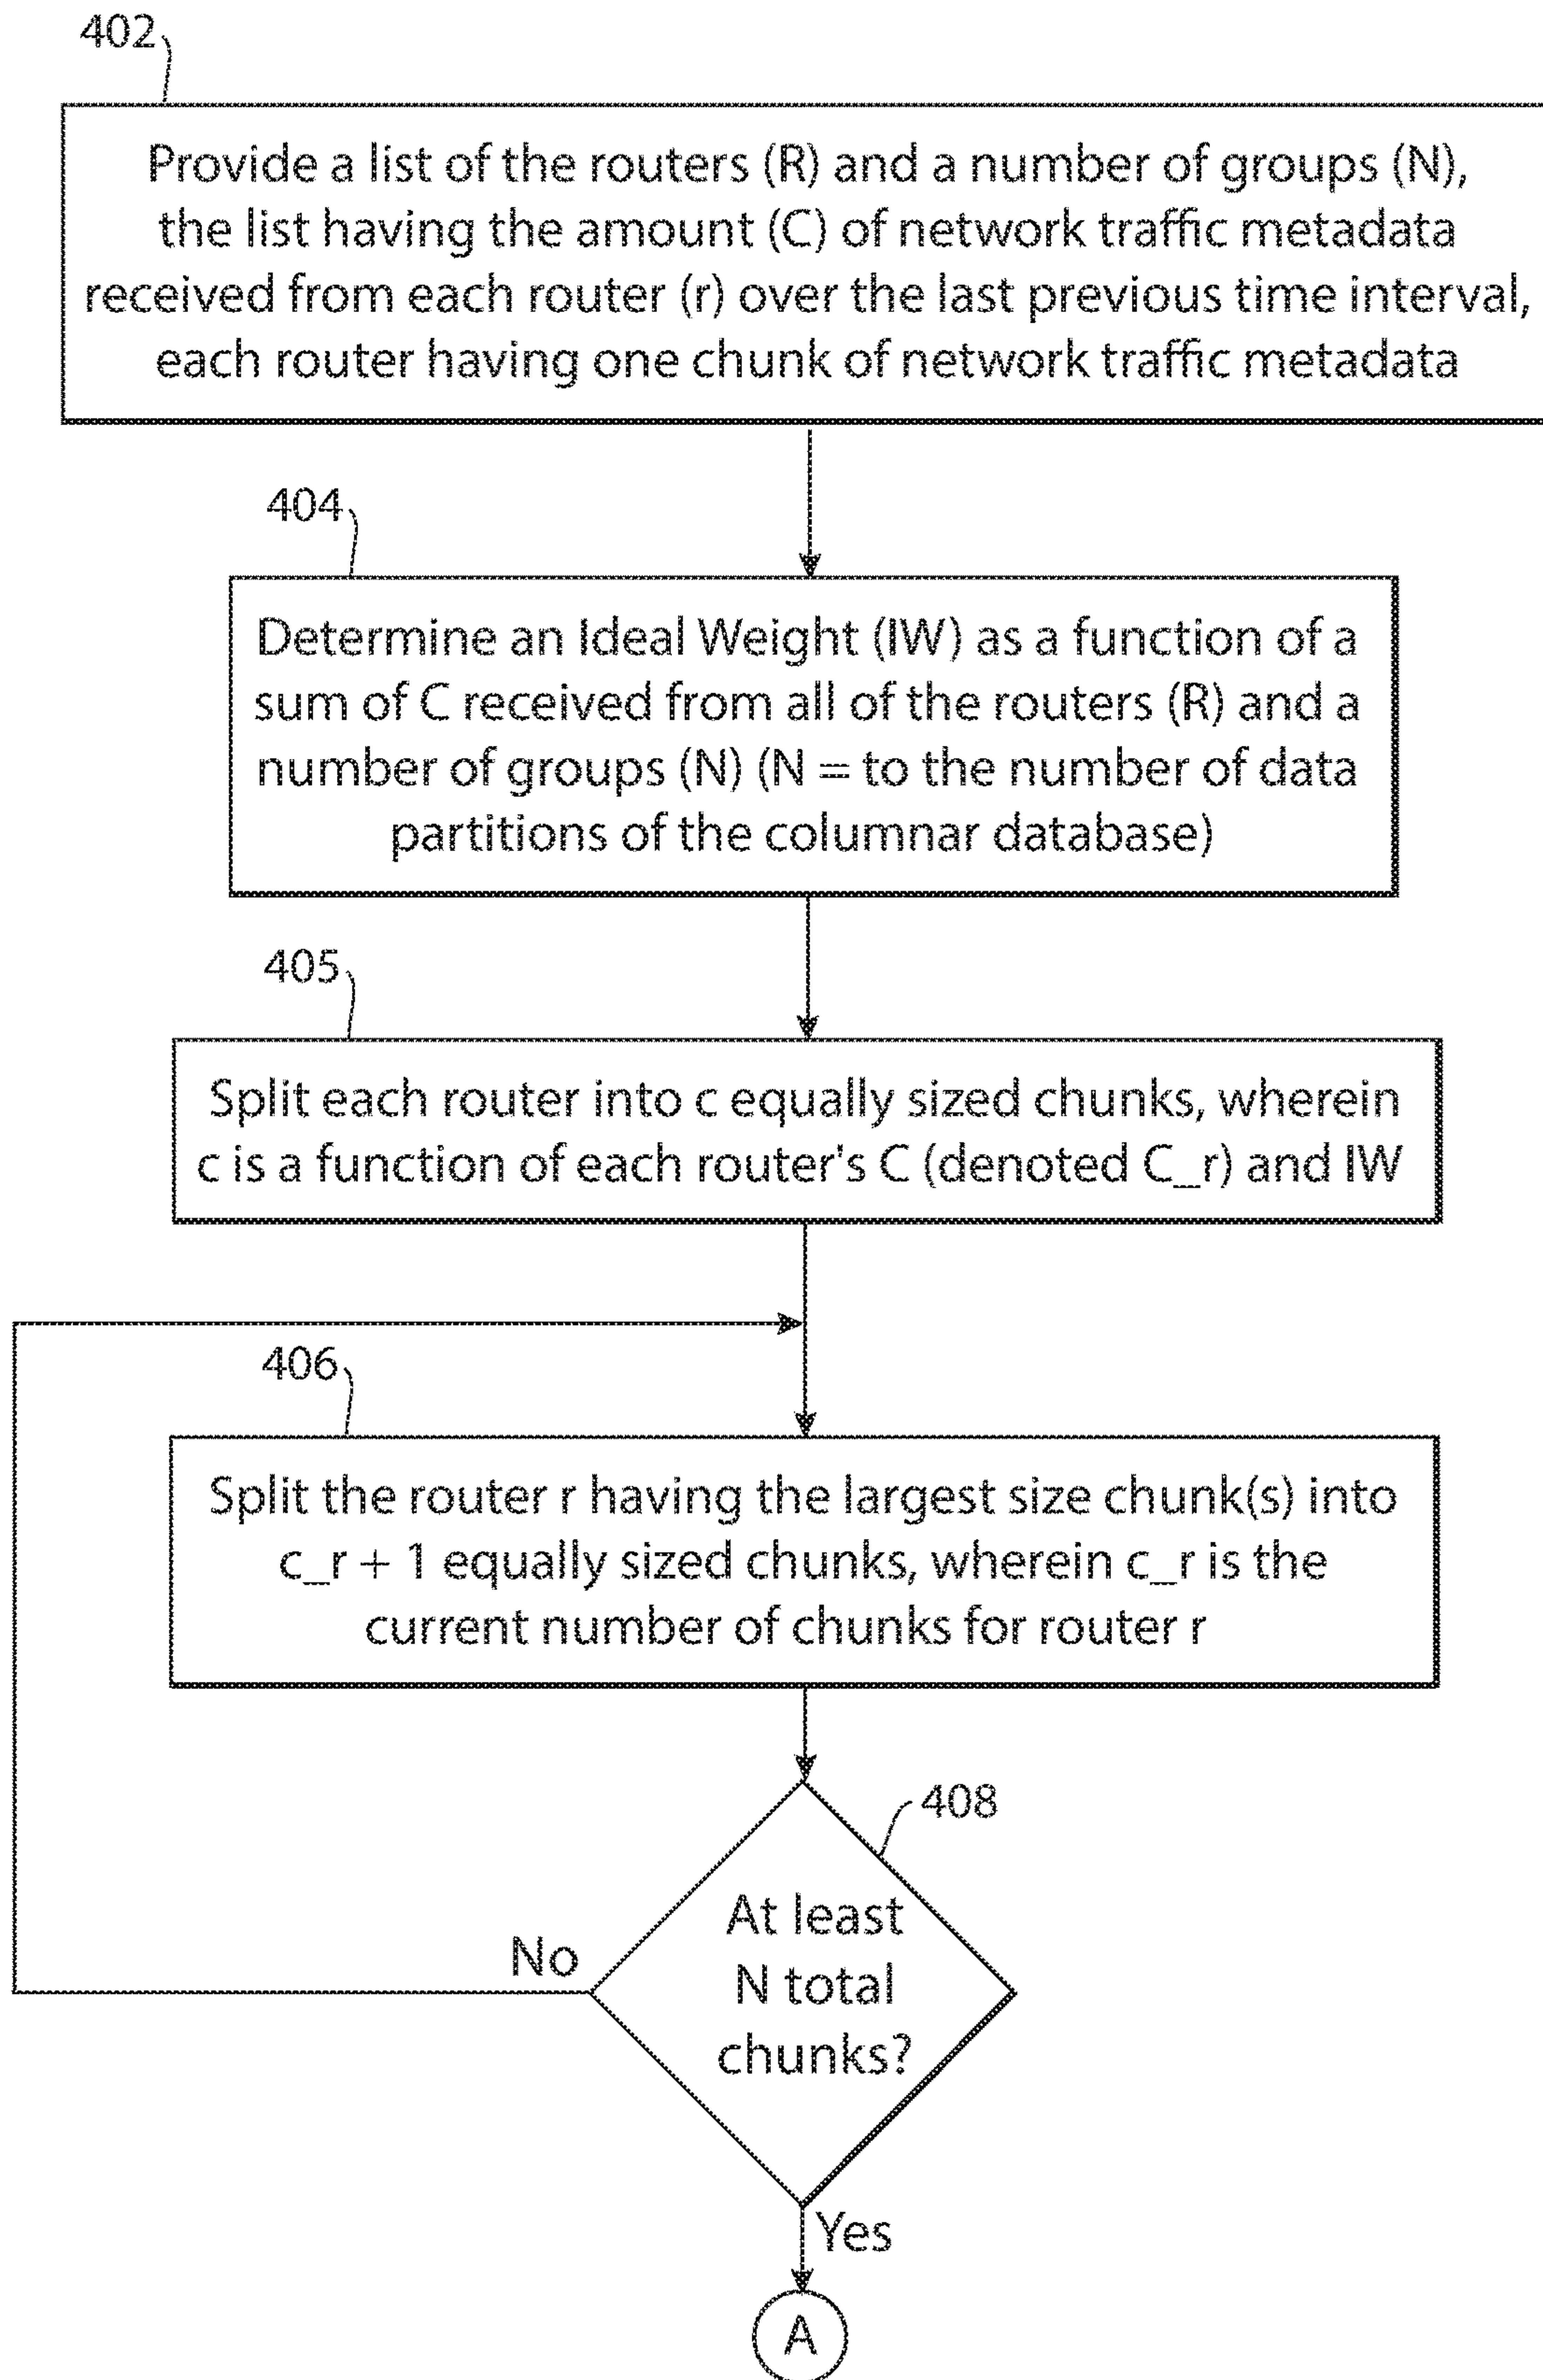 402
Provide a list of the routers (R) and a number of groups (N),
the list having the amount (C) of network traffic metadata
received from each router (r) over the last previous time interval,
each router having one chunk of network traffic metadata
404
Determine an Ideal Weight (IW) as a function of a
sum of C received from all of the routers (R) and a
number of groups (N) (N = to the number of data
partitions of the columnar database)
405
Split each router into c equally sized chunks, wherein
c is a function of each router's C (denoted C_r) and IW
406
Split the router r having the largest size chunk(s) into
c_r + 1 equally sized chunks, wherein c_r is the
current number of chunks for router r
408
At least
N total
chunks?
No
Yes
A